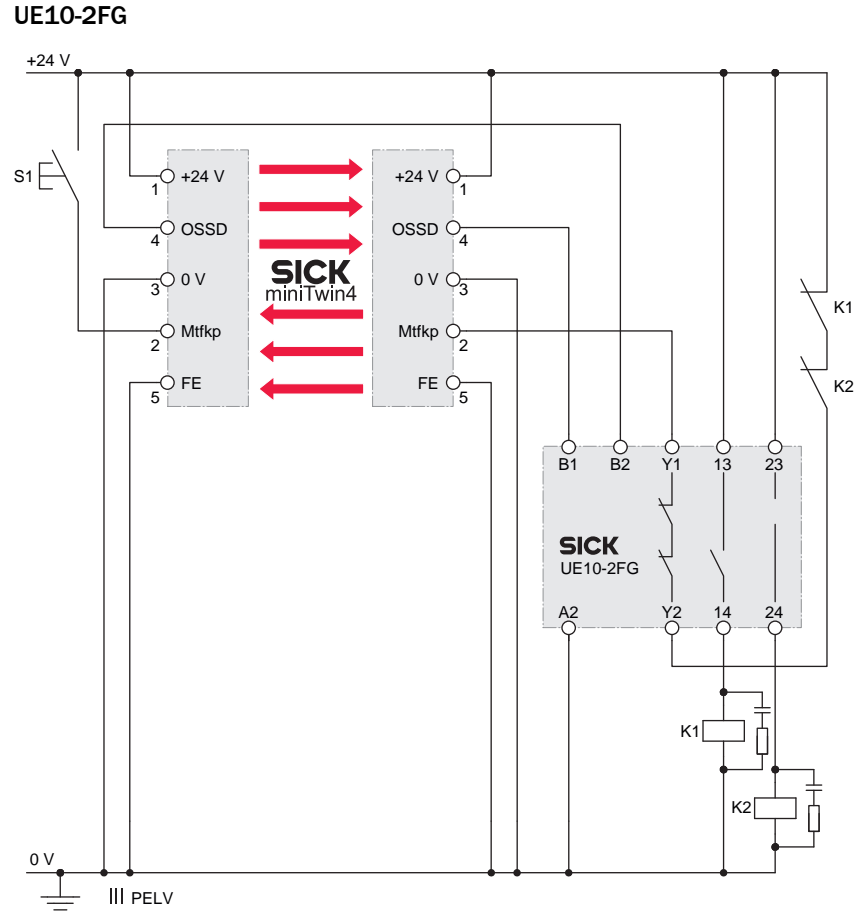 UE10-2FG
+24 V
S1
1 +24 V
4 OSSD
3 0 V
2 Mtfkp
5 FE
SICK
miniTwin4
+24 V 1
OSSD 4
0 V 3
Mtfkp 2
FE 5
K1
K2
B1 B2 Y1 13 23
SICK
UE10-2FG
A2 Y2 14 24
K1
K2
0 V
PELV